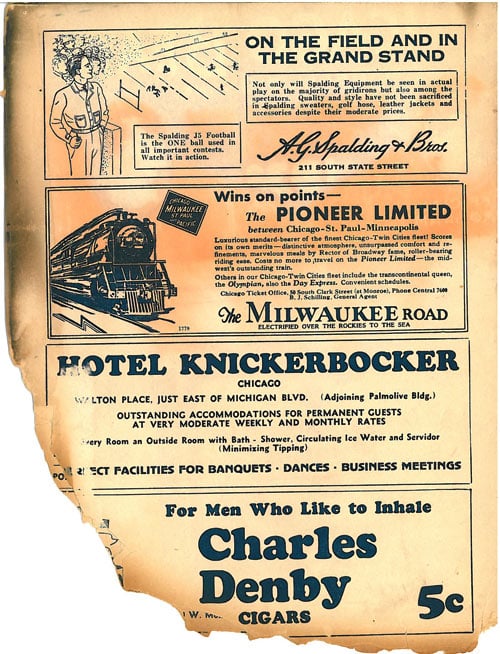 ON THE FIELD AND IN
THE GRAND STAND
Not only will Spalding Equipment be seen in actual
play on the majority of gridirons but also among the
spectators. Quality and style have not been sacrificed
in Spalding sweaters, golf hose, leather jackets and
accessories despite their moderate prices.
The Spalding J5 Football
is the ONE ball used in
all important contests.
Watch it in action.
A.G. Spalding & Bros.
211 SOUTH STATE STREET
CHICAGO
MILWAUKEE
ST. PAUL
AND PACIFIC
Wins on points—
The PIONEER LIMITED
between Chicago-St. Paul-Minneapolis
Luxurious standard-bearer of the finest Chicago-Twin Cities fleet! Scores
on its own merits—distinctive atmosphere, unsurpassed comfort and re-
finements, marvelous meals by Rector of Broadway fame, roller-bearing
riding ease. Costs no more to travel on the Pioneer Limited—the mid-
west's outstanding train.
Others in our Chicago-Twin Cities fleet include the transcontinental queen,
the Olympian, also the Day Express. Convenient schedules.
Chicago Ticket Office, 50 South Clark Street (at Monroe), Phone Central 7600
B. J. Schilling, General Agent
The MILWAUKEE ROAD
ELECTRIFIED OVER THE ROCKIES TO THE SEA
1778
HOTEL KNICKERBOCKER
CHICAGO
LTON PLACE, JUST EAST OF MICHIGAN BLVD. (Adjoining Palmolive Bldg.)
OUTSTANDING ACCOMMODATIONS FOR PERMANENT GUESTS
AT VERY MODERATE WEEKLY AND MONTHLY RATES
very Room an Outside Room with Bath - Shower, Circulating Ice Water and Servidor
(Minimizing Tipping)
ECT FACILITIES FOR BANQUETS · DANCES · BUSINESS MEETINGS
For Men Who Like to Inhale
Charles
Denby
CIGARS
5c